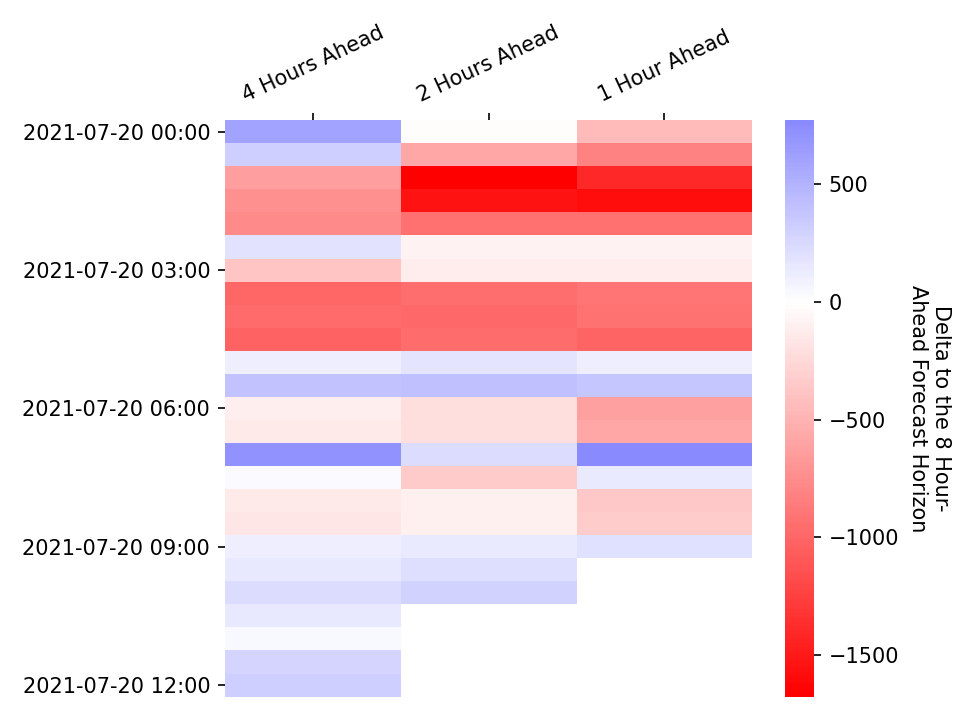 4 Hours Ahead
2 Hours Ahead
1 Hour Ahead
2021-07-20 00:00
2021-07-20 03:00
2021-07-20 06:00
2021-07-20 09:00
2021-07-20 12:00
500
0
−500
−1000
−1500
Delta to the 8 Hour-
Ahead Forecast Horizon